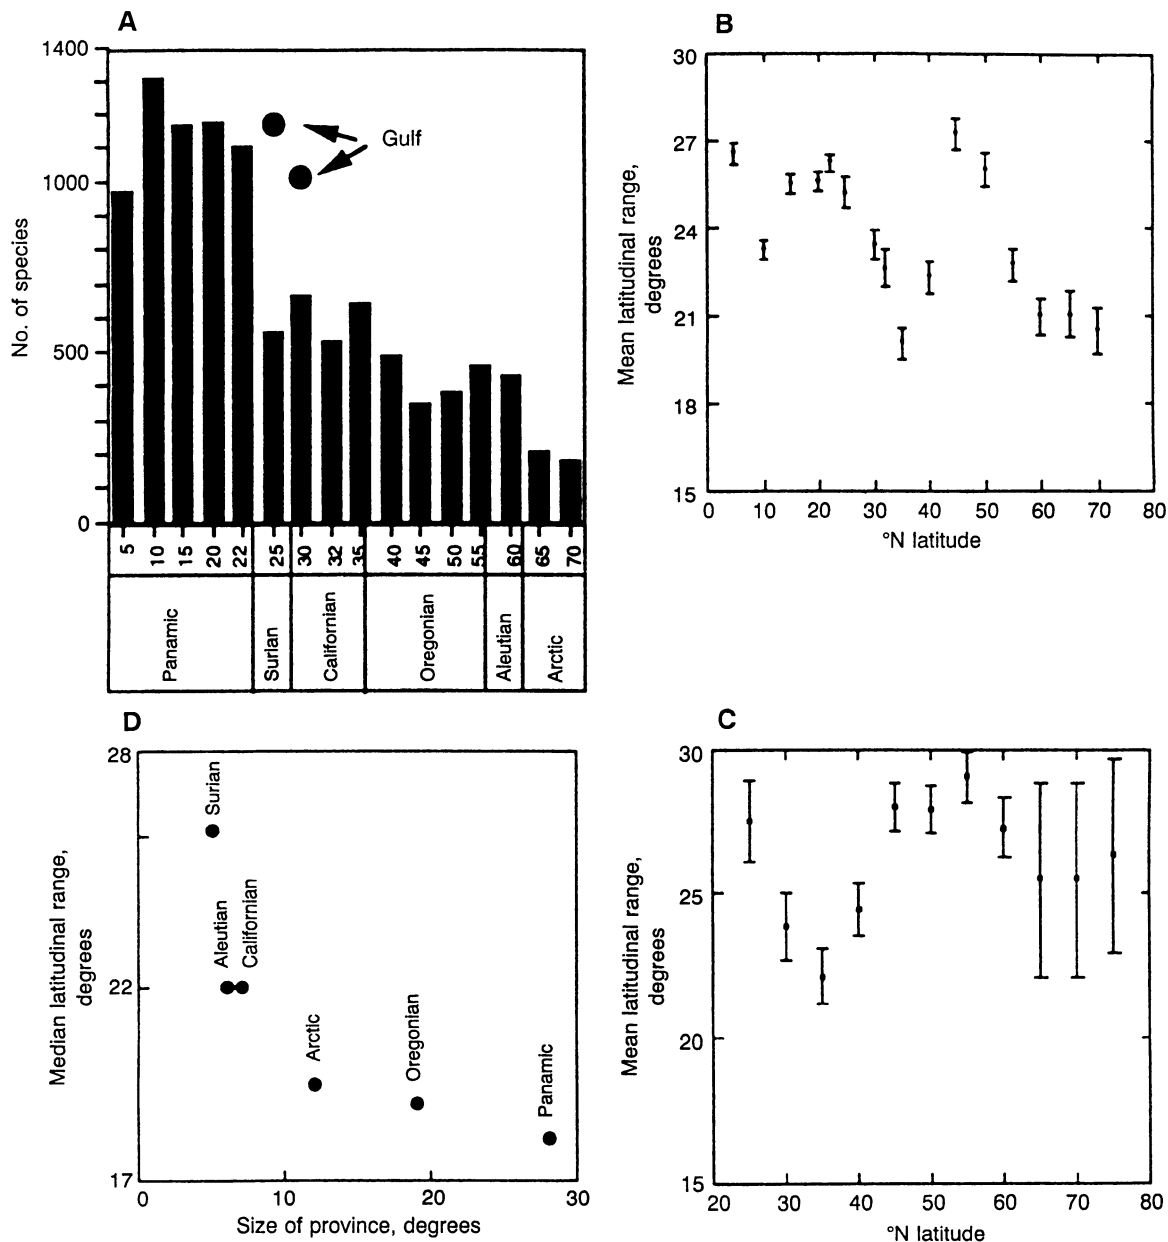 A
1400
1000
500
0
No. of species
Gulf
5 10 15 20 22 25 30 32 35 40 45 50 55 60 65 70
Panamic Surian Californian Oregonian Aleutian Arctic
B
30
27
24
21
18
15
Mean latitudinal range,
degrees
0 10 20 30 40 50 60 70 80
°N latitude
D
28
22
17
Median latitudinal range,
degrees
Surian
Aleutian
Californian
Arctic
Oregonian
Panamic
0 10 20 30
Size of province, degrees
C
30
25
20
15
Mean latitudinal range,
degrees
20 30 40 50 60 70 80
°N latitude